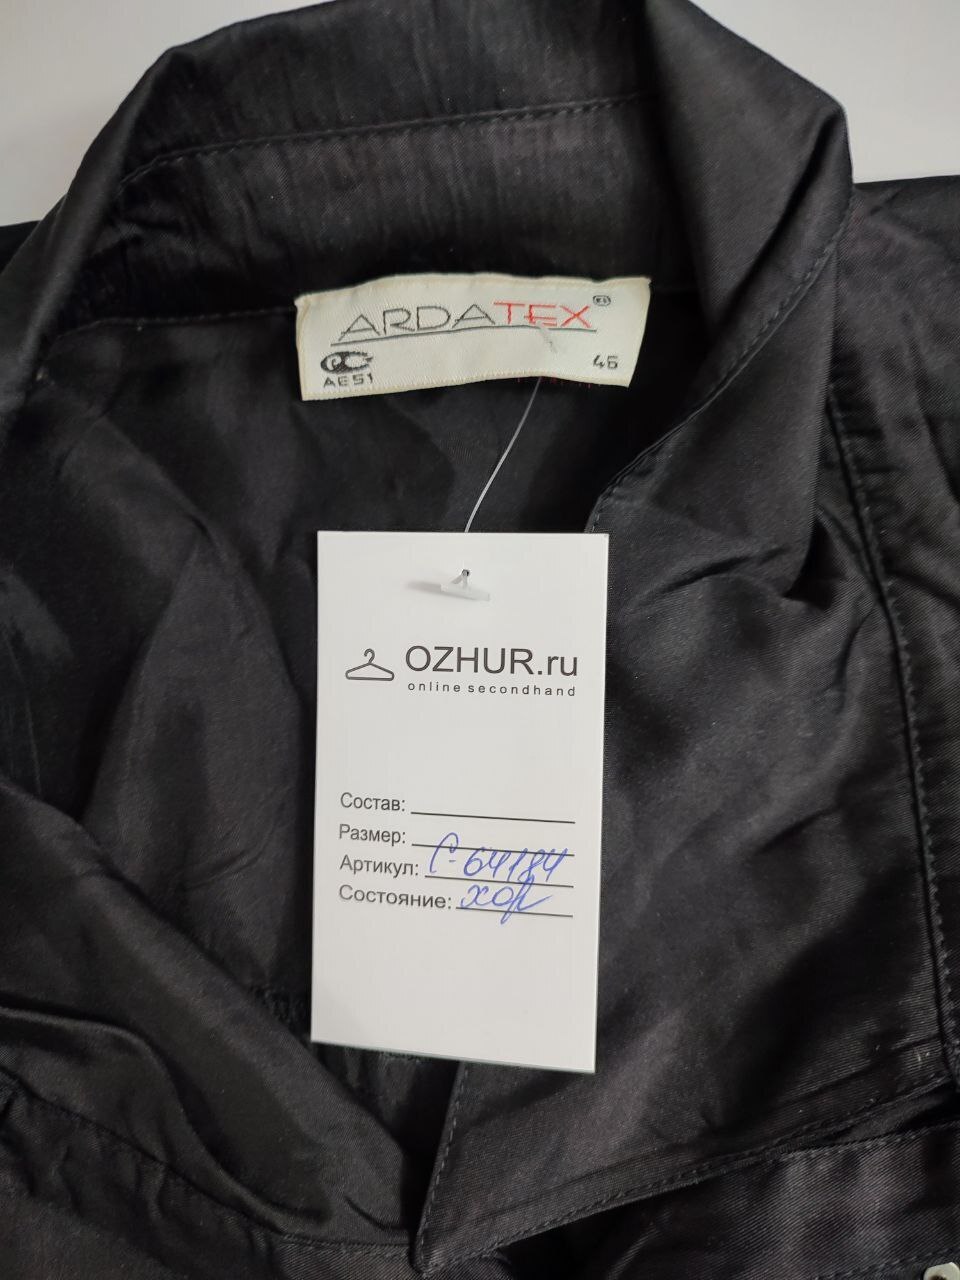 ARDATEX®
AE51
46
OZHUR.ru
online secondhand
Состав:
Размер:
Артикул: С-64184
Состояние: хор